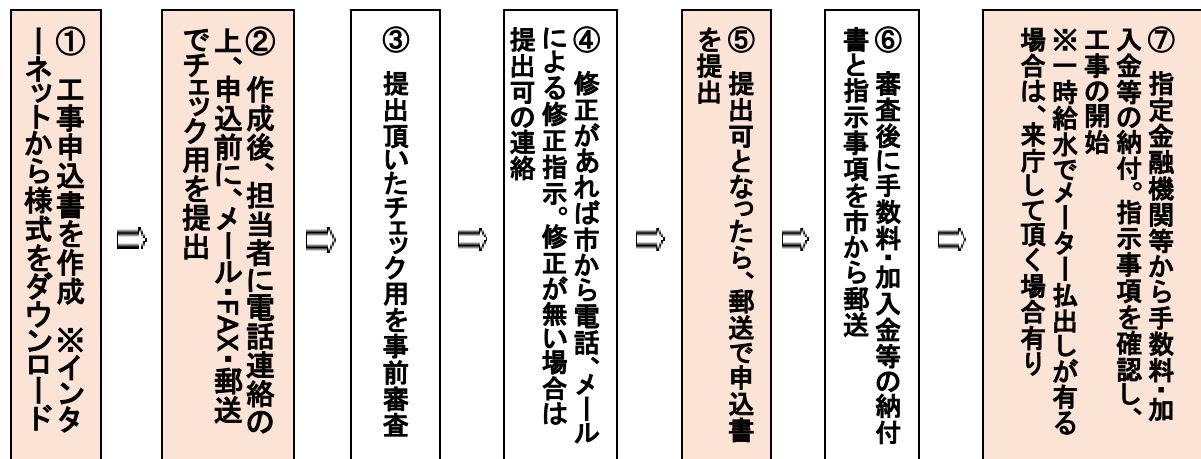 ① 工事申込書を作成 ※インタ
ーネットから様式をダウンロード
② 作成後、担当者に電話連絡の
上、申込前に、メール・FAX・郵送
でチェック用を提出
③ 提出頂いたチェック用を事前審査
④ 修正があれば市から電話、メール
による修正指示。修正が無い場合は
提出可の連絡
⑤ 提出可となったら、郵送で申込書
を提出
⑥ 審査後に手数料・加入金等の納付
書と指示事項を市から郵送
⑦ 指定金融機関等から手数料・加
入金等の納付。指示事項を確認し、
工事の開始
※一時給水でメーター払出しが有る
場合は、来庁して頂く場合有り